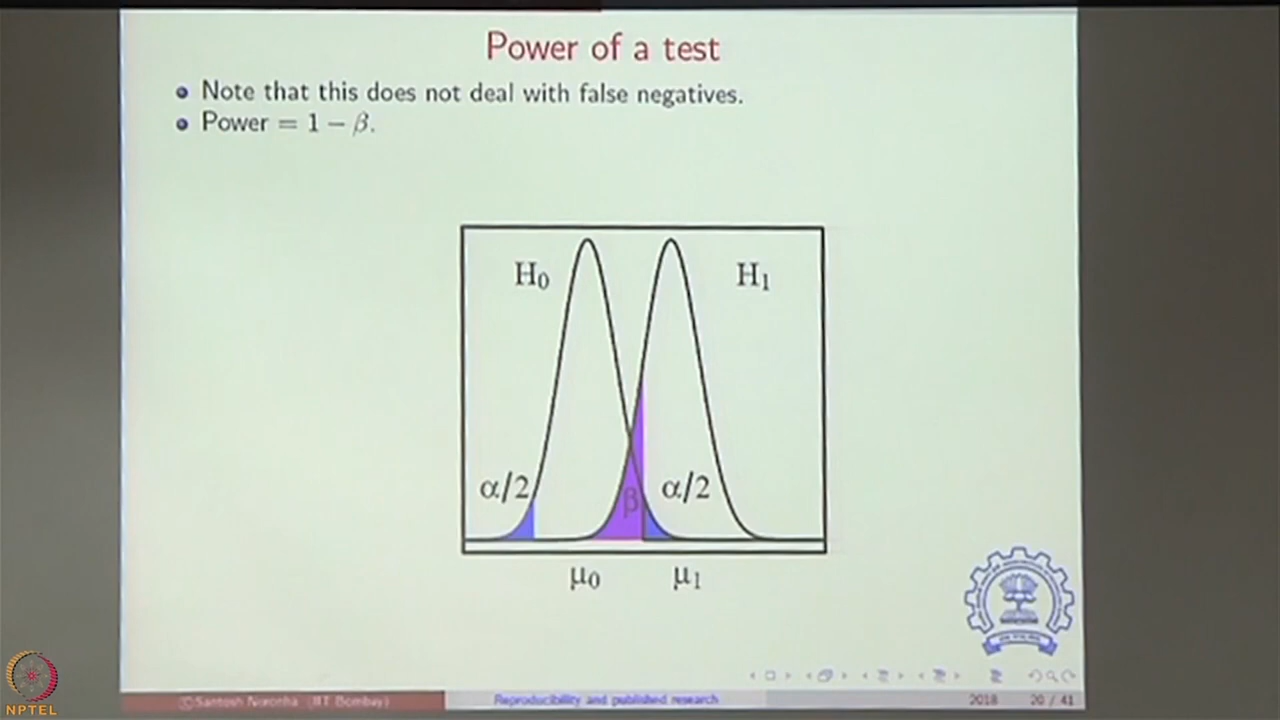 Power of a test
Note that this does not deal with false negatives.
Power = 1 − β.
H₀
H₁
α/2
β
α/2
μ₀
μ₁
©Santosh Noronha (IIT Bombay)
Reproducibility and published research
2018
20 / 41
NPTEL